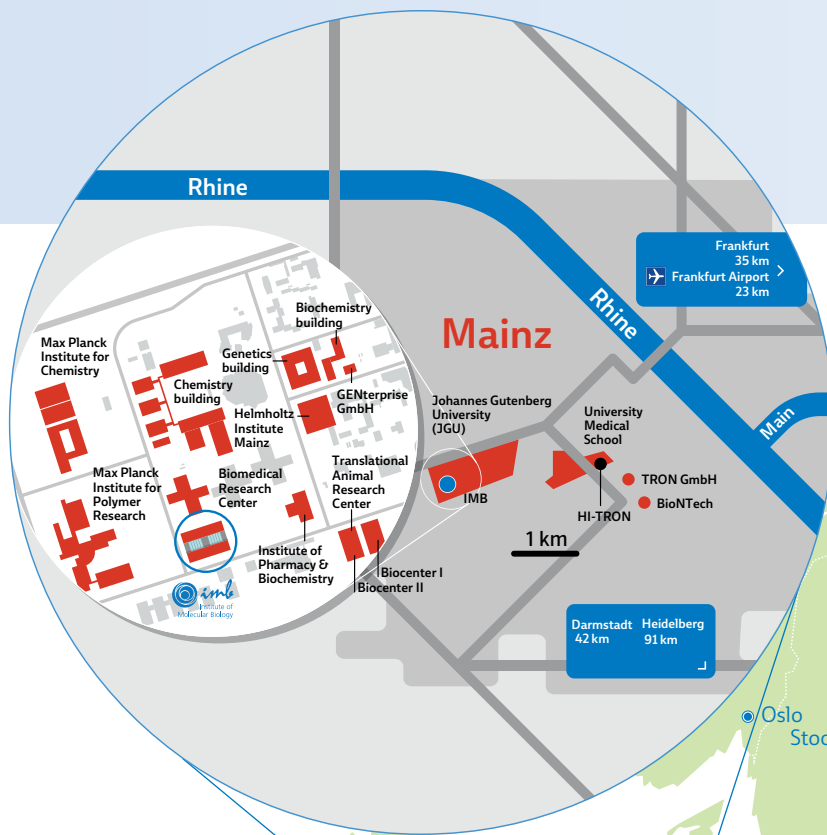 Rhine
Frankfurt
35 km
Frankfurt Airport
23 km
Rhine
Mainz
Main
Biochemistry
building
Max Planck
Institute for
Chemistry
Genetics
building
Chemistry
building
GENterprise
GmbH
Helmholtz
Institute
Mainz
Johannes Gutenberg
University
(JGU)
University
Medical
School
Max Planck
Institute for
Polymer
Research
Biomedical
Research
Center
Translational
Animal
Research
Center
IMB
TRON GmbH
BioNTech
HI-TRON
1 km
Institute of
Pharmacy &
Biochemistry
Biocenter I
Biocenter II
imb
Institute of
Molecular Biology
Darmstadt
42 km
Heidelberg
91 km
Oslo
Stoc